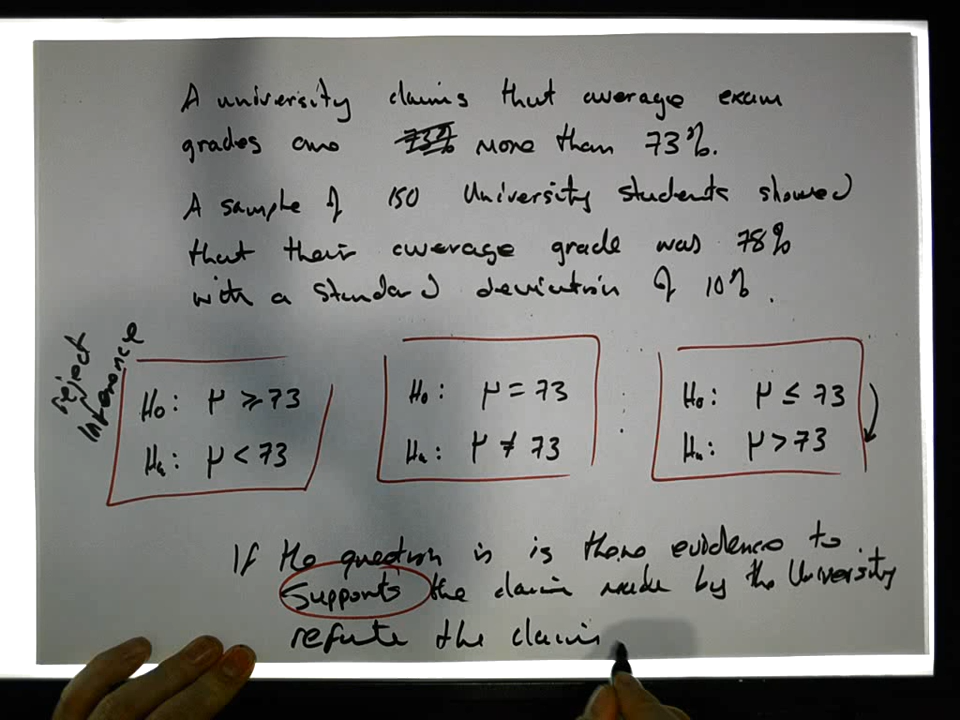 A university claims that average exam
grades are 73% more than 73%.
A sample of 150 University students showed
that their average grade was 78%
with a standard deviation of 10%.
reject
inference
H₀: μ ≥ 73
Hₐ: μ < 73
H₀: μ = 73
Hₐ: μ ≠ 73
H₀: μ ≤ 73
Hₐ: μ > 73
If the question is is there evidence to
supports the claim made by the University
refute the claim